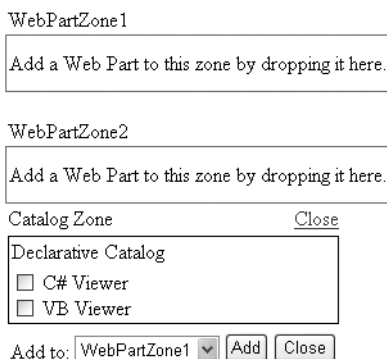 WebPartZone1
Add a Web Part to this zone by dropping it here.
WebPartZone2
Add a Web Part to this zone by dropping it here.
Catalog Zone Close
Declarative Catalog
C# Viewer
VB Viewer
Add to: WebPartZone1 Add Close